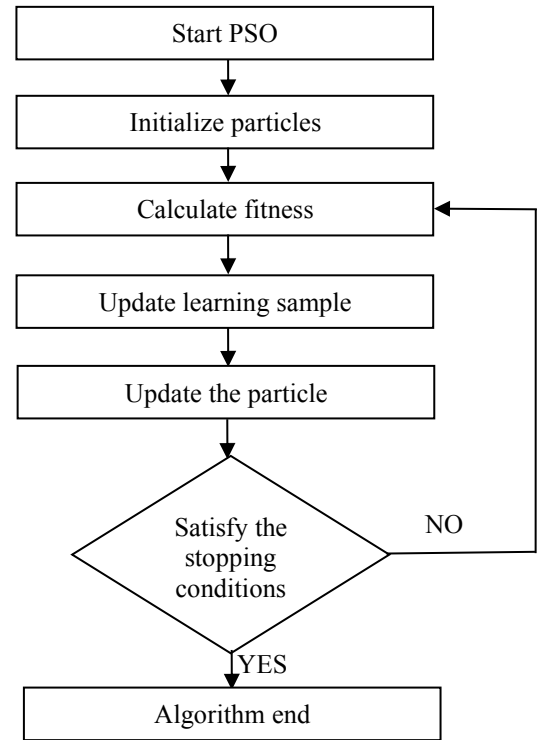 Start PSO
Initialize particles
Calculate fitness
Update learning sample
Update the particle
Satisfy the
stopping
conditions
NO
YES
Algorithm end